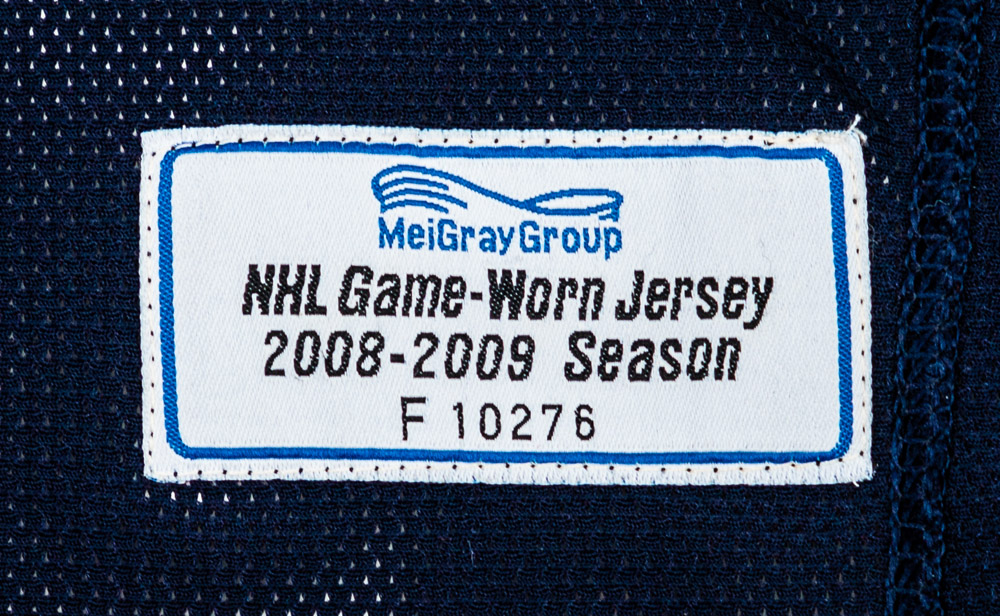 MeiGrayGroup
NHL Game-Worn Jersey
2008-2009 Season
F 10276